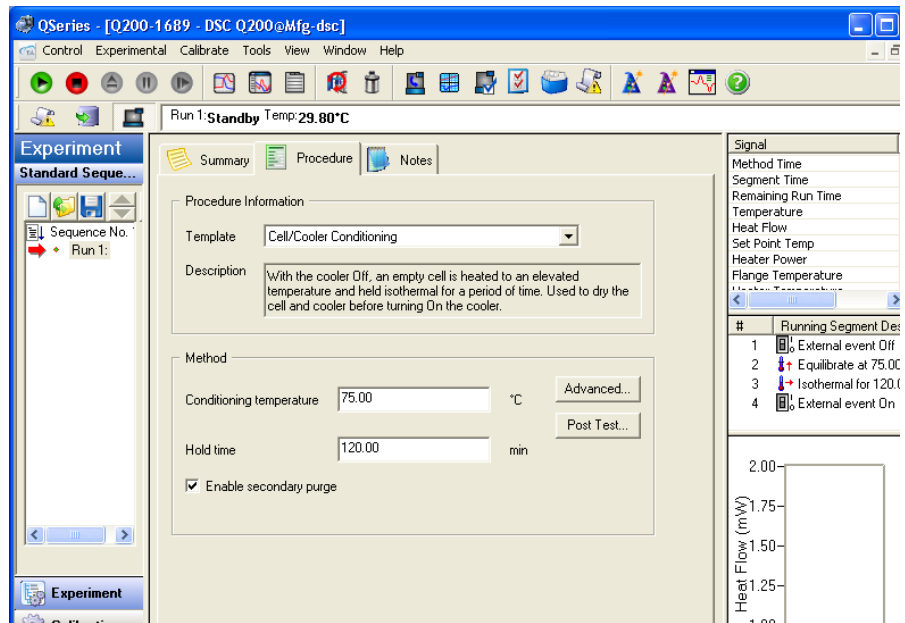 QSeries - [Q200-1689 - DSC Q200@Mfg-dsc]
Control Experimental Calibrate Tools View Window Help
Run 1:Standby Temp:29.80°C
Experiment
Standard Seque...
Sequence No.
Run 1:
Experiment
Summary Procedure Notes
Procedure Information
Template Cell/Cooler Conditioning
Description With the cooler Off, an empty cell is heated to an elevated
temperature and held isothermal for a period of time. Used to dry the
cell and cooler before turning On the cooler.
Method
Conditioning temperature 75.00 °C Advanced...
Post Test...
Hold time 120.00 min
Enable secondary purge
Signal
Method Time
Segment Time
Remaining Run Time
Temperature
Heat Flow
Set Point Temp
Heater Power
Flange Temperature
# Running Segment Des
1 External event Off
2 Equilibrate at 75.00
3 Isothermal for 120.0
4 External event On
2.00
1.75
1.50
1.25
Heat Flow (mW)